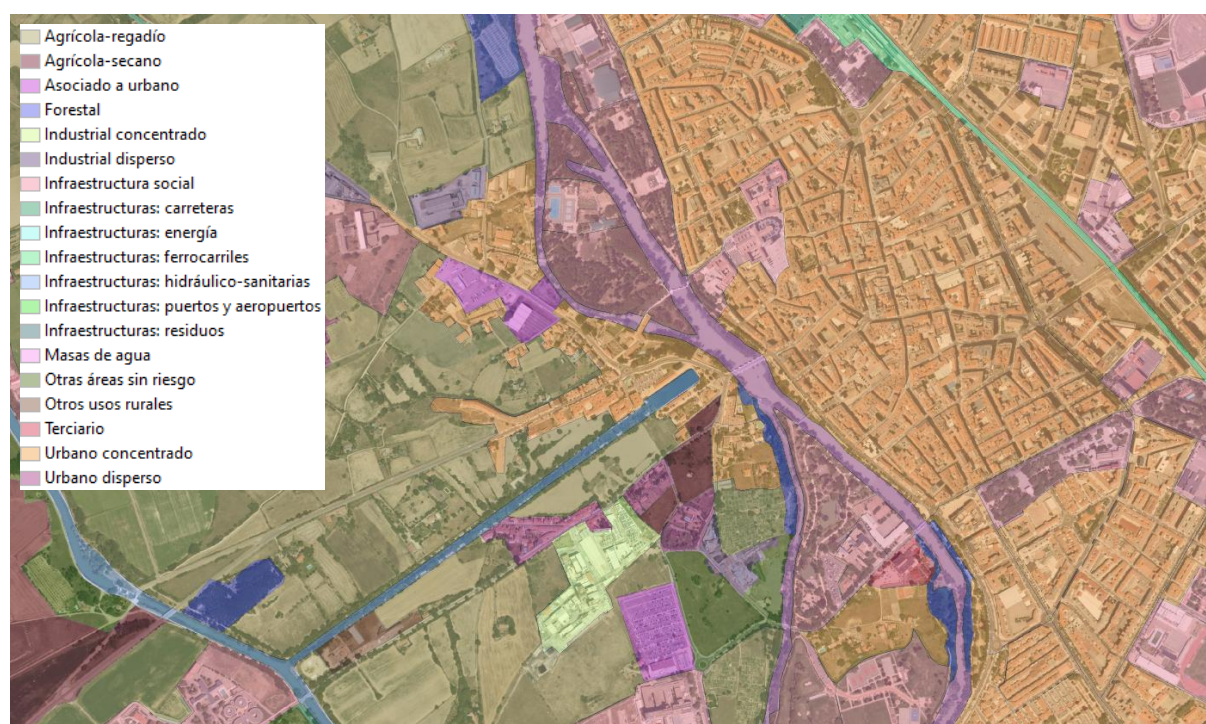 Agrícola-regadío
Agrícola-secano
Asociado a urbano
Forestal
Industrial concentrado
Industrial disperso
Infraestructura social
Infraestructuras: carreteras
Infraestructuras: energía
Infraestructuras: ferrocarriles
Infraestructuras: hidráulico-sanitarias
Infraestructuras: puertos y aeropuertos
Infraestructuras: residuos
Masas de agua
Otras áreas sin riesgo
Otros usos rurales
Terciario
Urbano concentrado
Urbano disperso